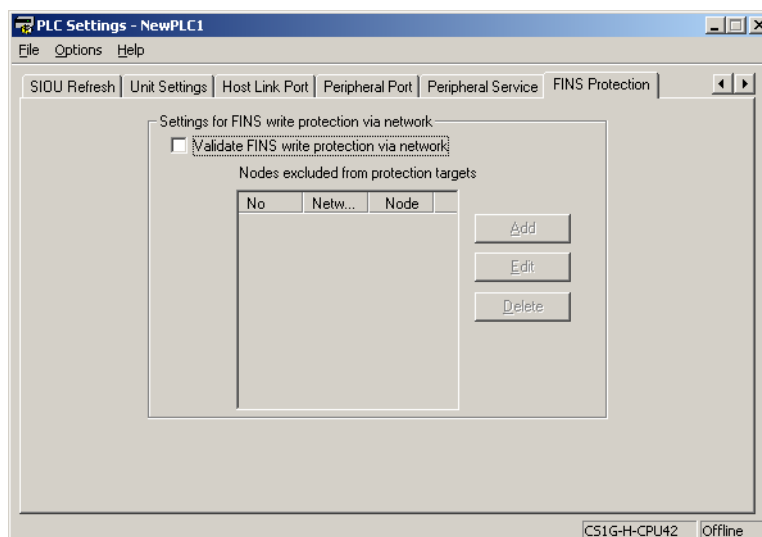 PLC Settings - NewPLC1
File Options Help
SIOU Refresh Unit Settings Host Link Port Peripheral Port Peripheral Service FINS Protection
Settings for FINS write protection via network
Validate FINS write protection via network
Nodes excluded from protection targets
No Netw... Node
Add
Edit
Delete
CS1G-H-CPU42 Offline